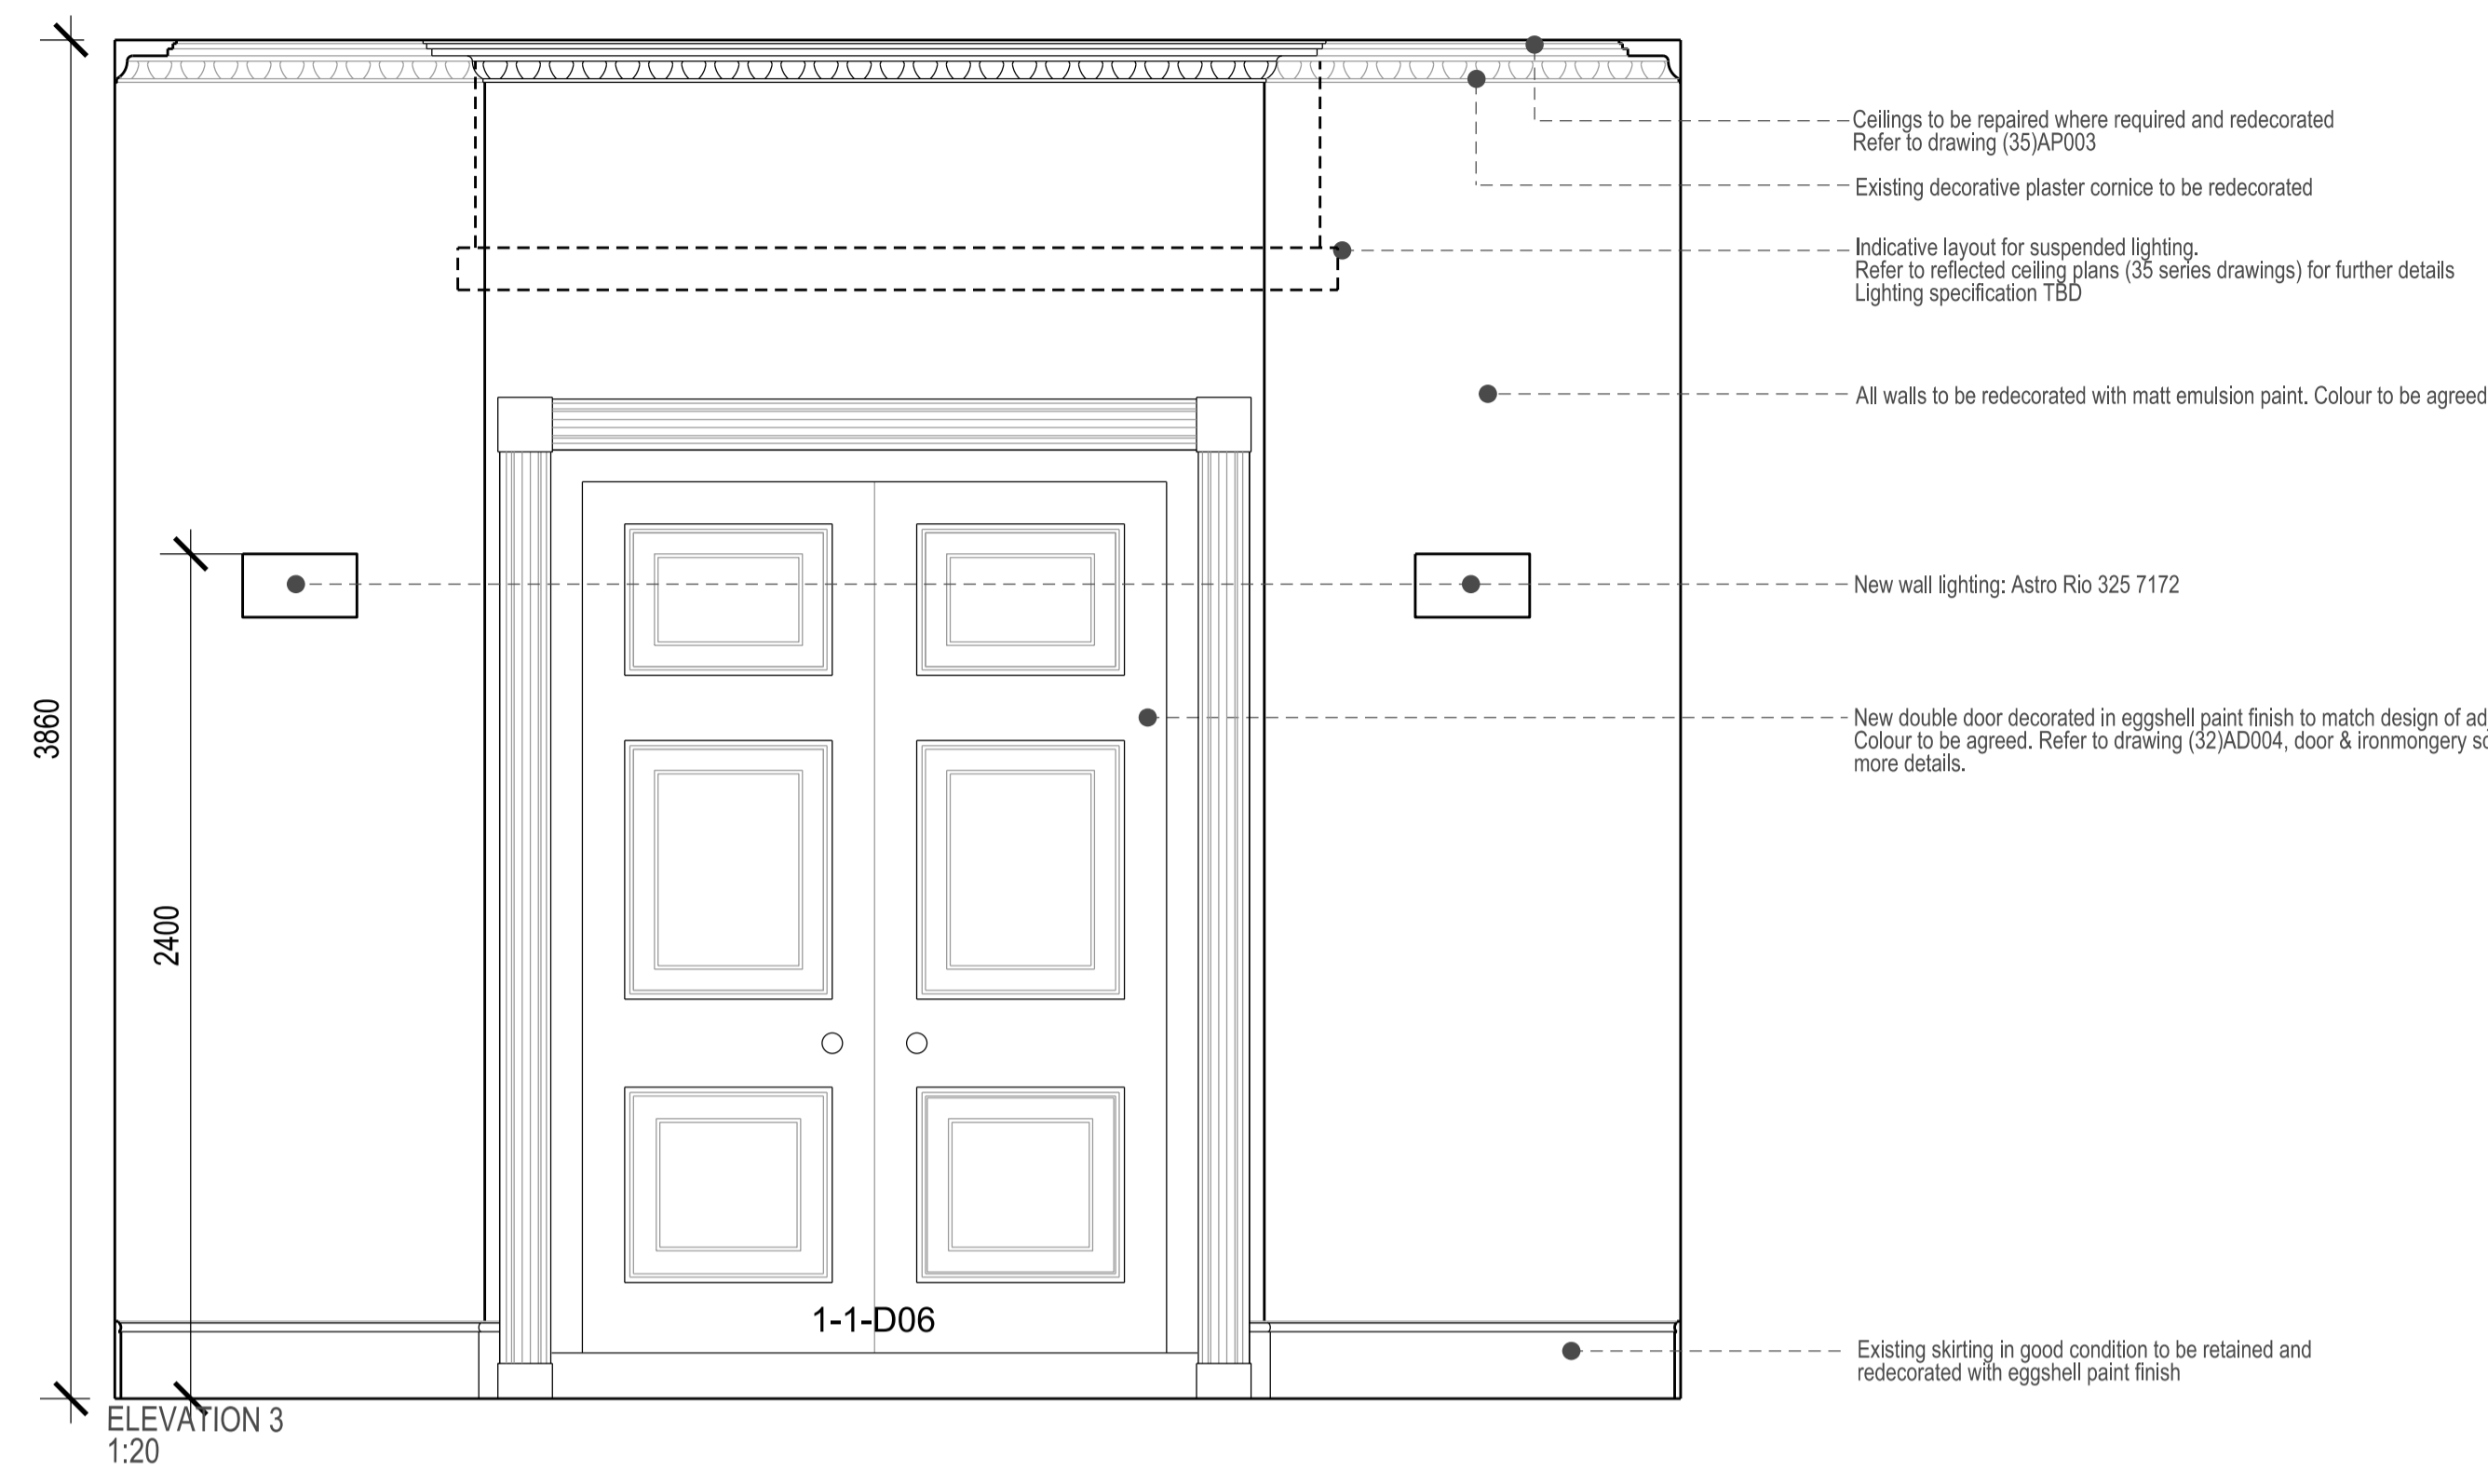 Ceilings to be repaired where required and redecorated
Refer to drawing (35)AP003
Existing decorative plaster cornice to be redecorated
Indicative layout for suspended lighting.
Refer to reflected ceiling plans (35 series drawings) for further details
Lighting specification TBD
All walls to be redecorated with matt emulsion paint. Colour to be agreed
New wall lighting: Astro Rio 325 7172
3860
2400
New double door decorated in eggshell paint finish to match design of
Colour to be agreed. Refer to drawing (32)AD004, door & ironmongery
more details.
1-1-D06
Existing skirting in good condition to be retained and
redecorated with eggshell paint finish
ELEVATION 3
1:20